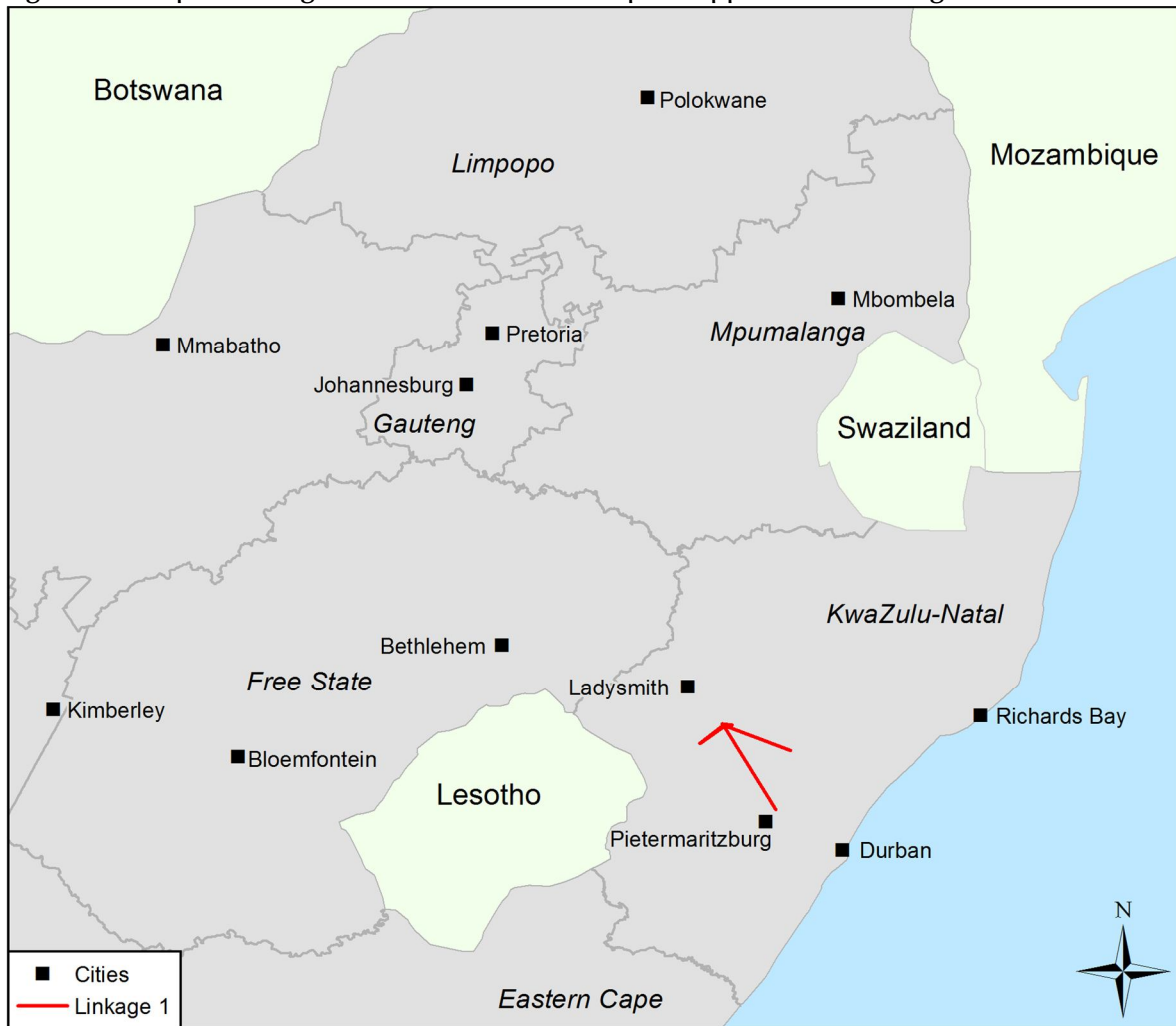 Botswana
Polokwane
Mozambique
Limpopo
Mbombela
Pretoria
Mpumalanga
Mmabatho
Johannesburg
Gauteng
Swaziland
KwaZulu-Natal
Bethlehem
Free State
Ladysmith
Kimberley
Richards Bay
Bloemfontein
Lesotho
Pietermaritzburg
Durban
N
Cities
Linkage 1
Eastern Cape